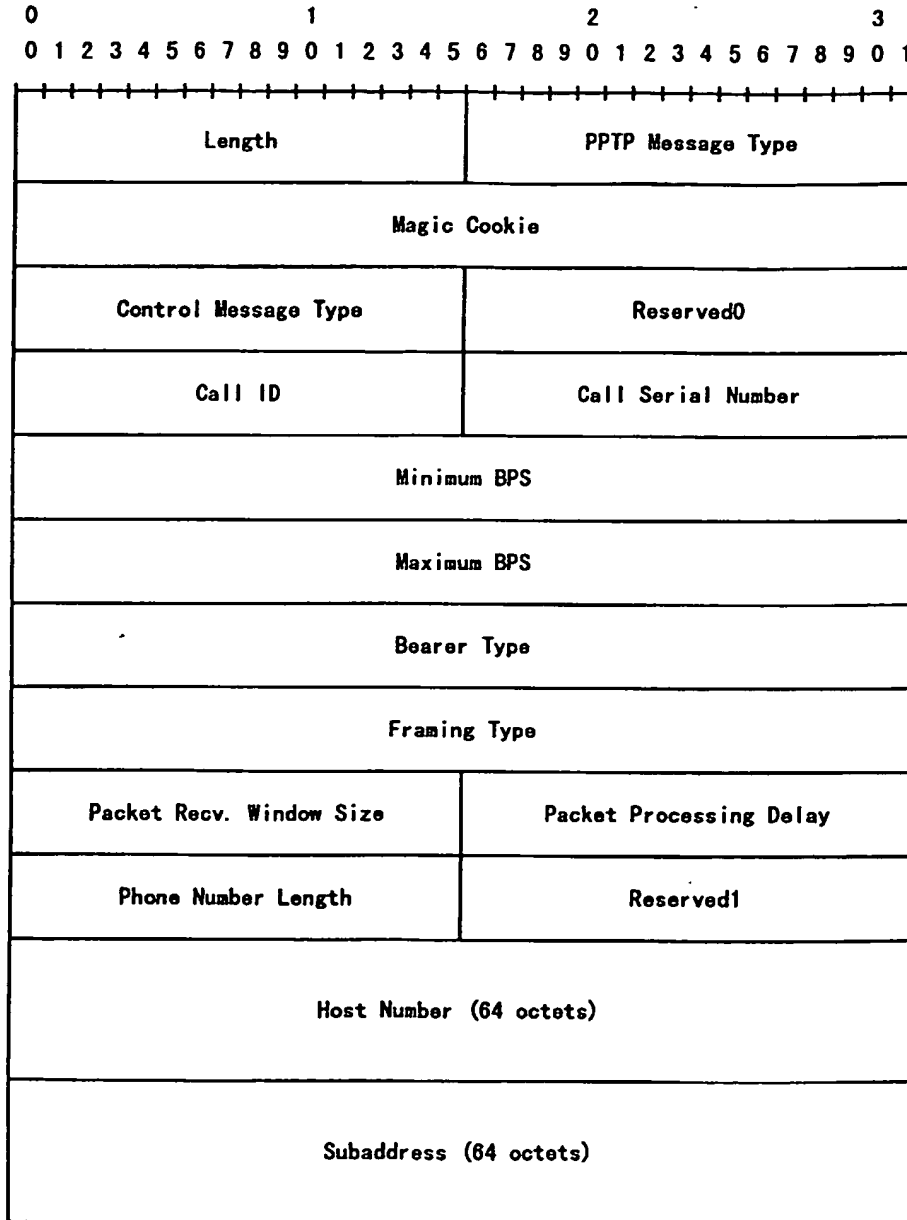 0 1 2 3
0 1 2 3 4 5 6 7 8 9 0 1 2 3 4 5 6 7 8 9 0 1 2 3 4 5 6 7 8 9 0 1
Length PPTP Message Type
Magic Cookie
Control Message Type Reserved0
Call ID Call Serial Number
Minimum BPS
Maximum BPS
Bearer Type
Framing Type
Packet Recv. Window Size Packet Processing Delay
Phone Number Length Reserved1
Host Number (64 octets)
Subaddress (64 octets)